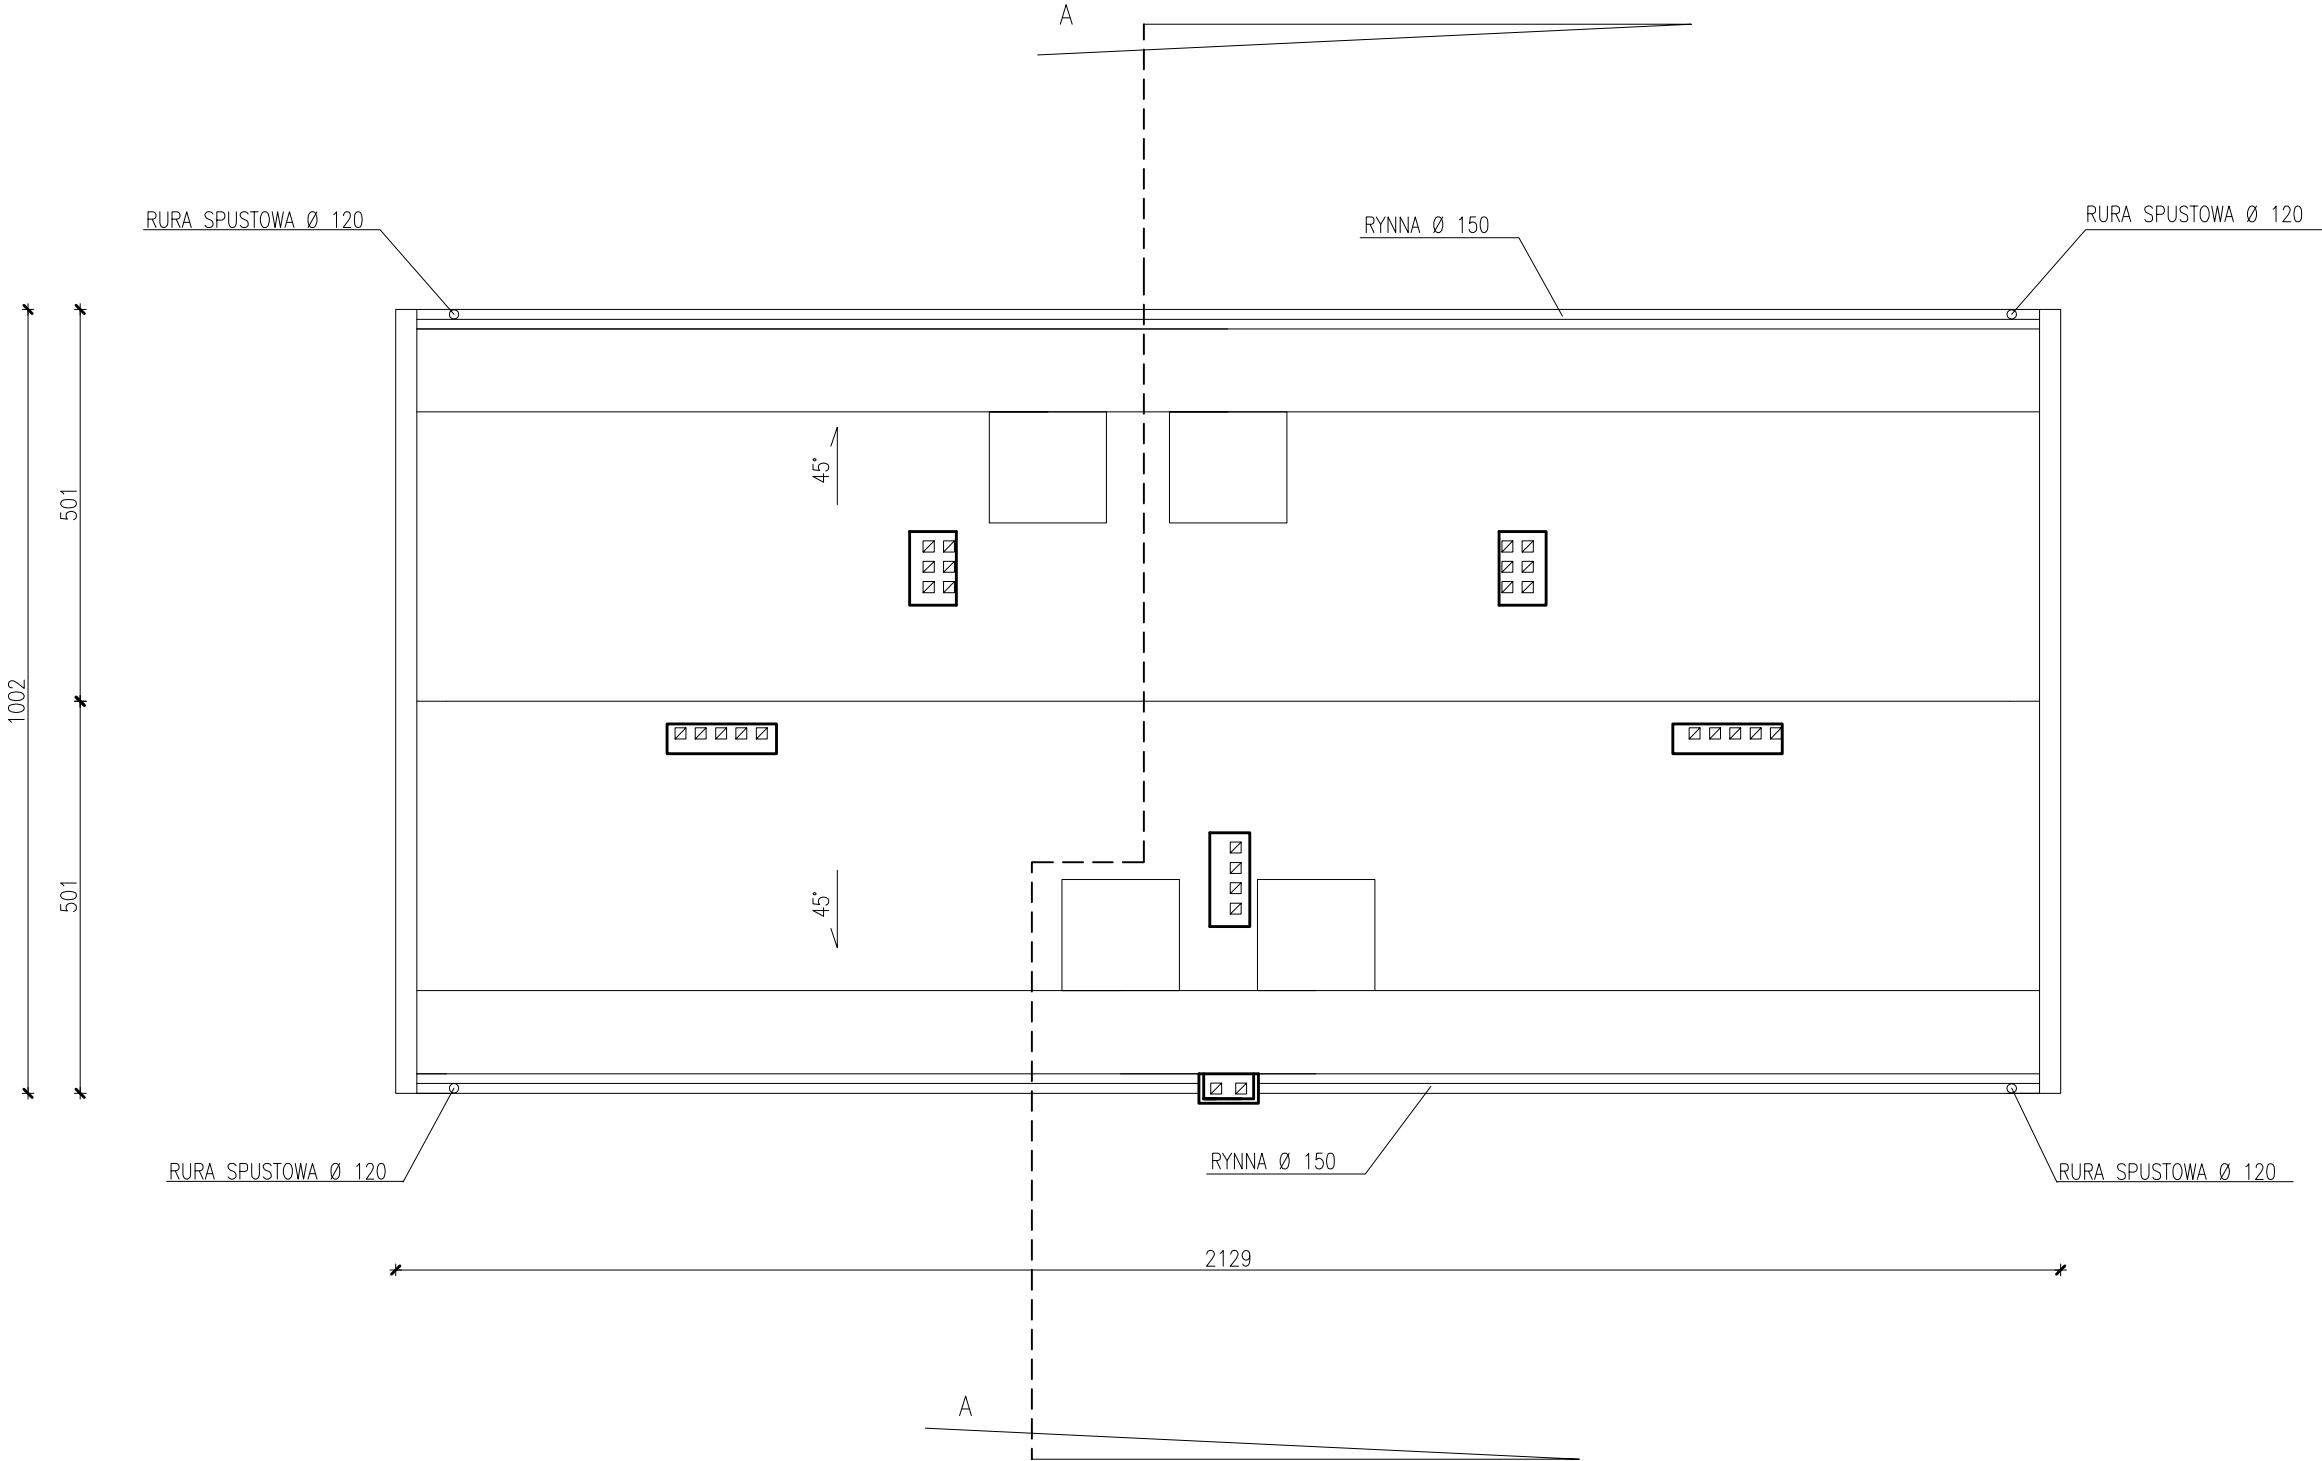 A
RURA SPUSTOWA Ø 120
RYNNA Ø 150
RURA SPUSTOWA Ø 120
45°
501
1002
501
45°
RURA SPUSTOWA Ø 120
RYNNA Ø 150
RURA SPUSTOWA Ø 120
2129
A